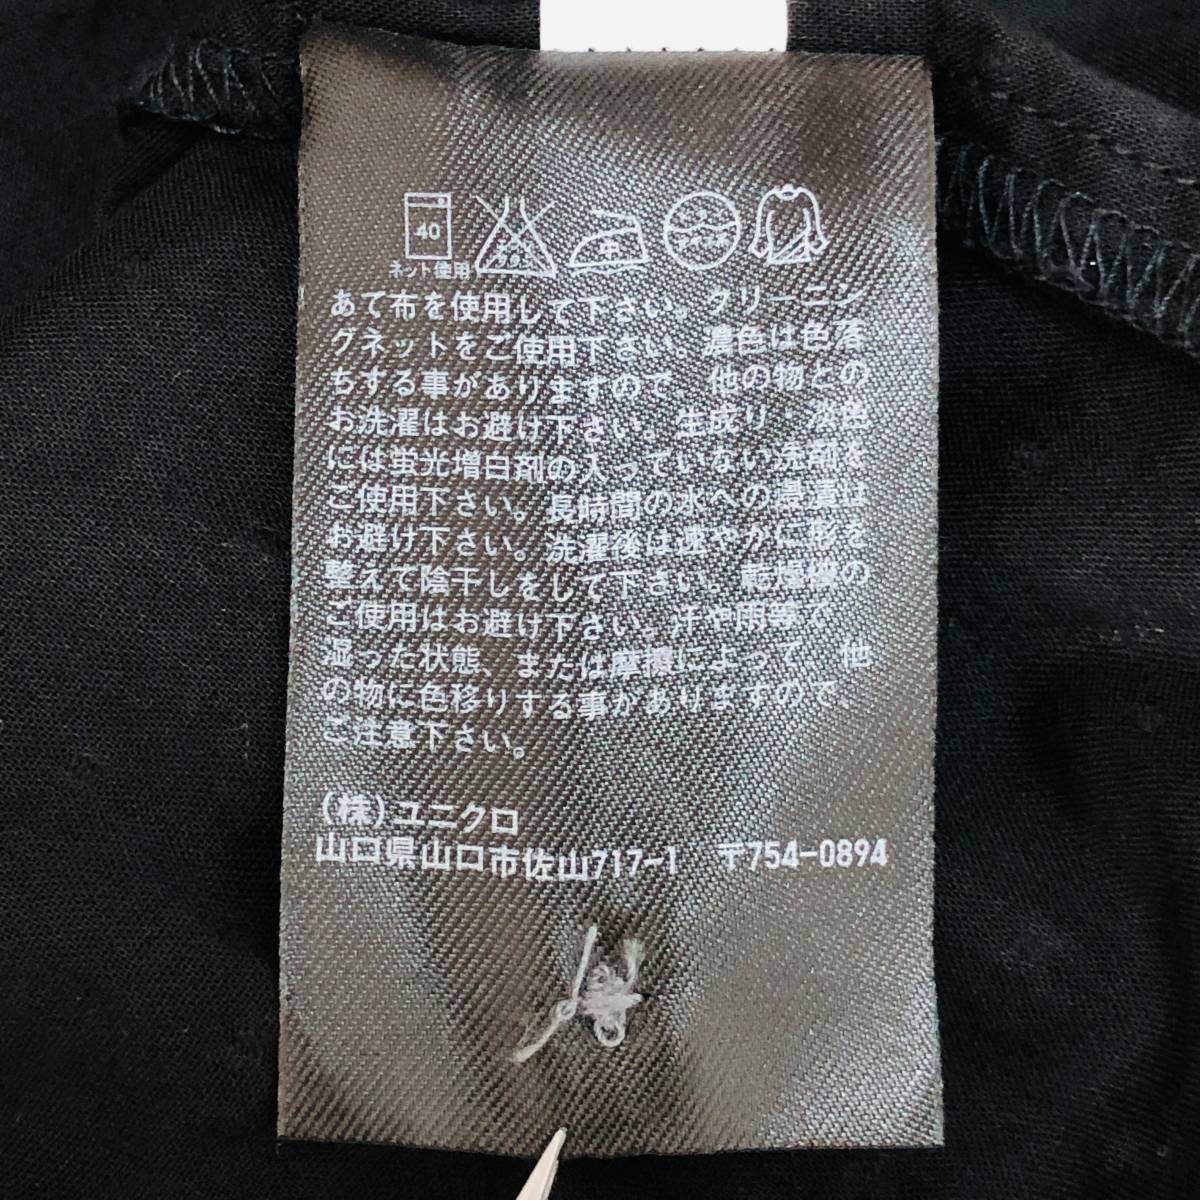 40
ネット使用
中
あて布を使用して下さい。クリーニン
グネットをご使用下さい。濃色は色落
ちする事がありますので、他の物との
お洗濯はお避け下さい。生成り・淡色
には蛍光増白剤の入っていない洗剤を
ご使用下さい。長時間の水への浸漬は
お避け下さい。洗濯後は速やかに形を
整えて陰干しをして下さい。乾燥機の
ご使用はお避け下さい。汗や雨等で
湿った状態、または摩擦によって、他
の物に色移りする事がありますので、
ご注意下さい。
(株)ユニクロ
山口県山口市佐山717-1 〒754-0894